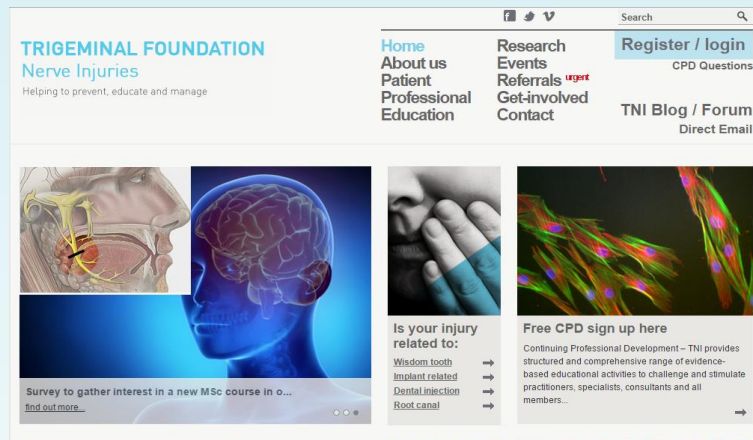 Search
TRIGEMINAL FOUNDATION
Nerve Injuries
Helping to prevent, educate and manage
Home
About us
Patient
Professional
Education
Research
Events
Referrals urgent
Get-involved
Contact
Register / login
CPD Questions
TNI Blog / Forum
Direct Email
Survey to gather interest in a new MSc course in o...
find out more...
Is your injury
related to:
Wisdom tooth
Implant related
Dental injection
Root canal
Free CPD sign up here
Continuing Professional Development – TNI provides
structured and comprehensive range of evidence-
based educational activities to challenge and stimulate
practitioners, specialists, consultants and all
members...